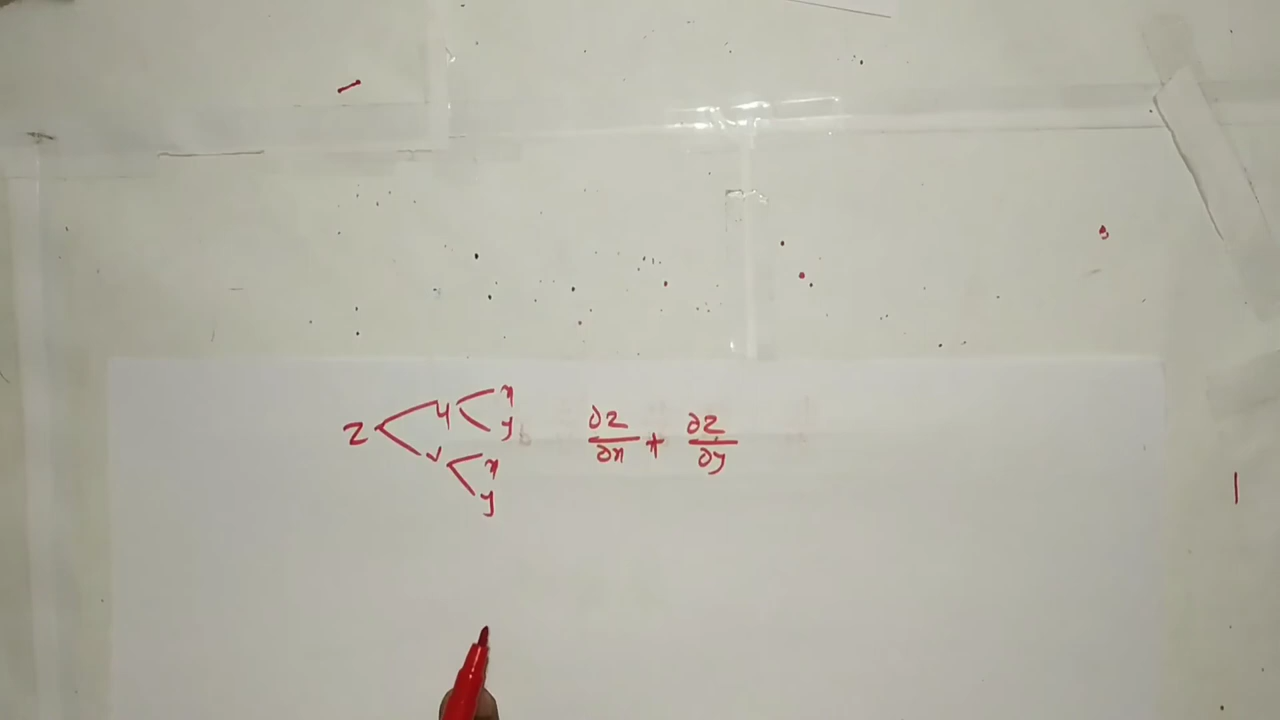 z u x y v x y ∂z/∂x + ∂z/∂y